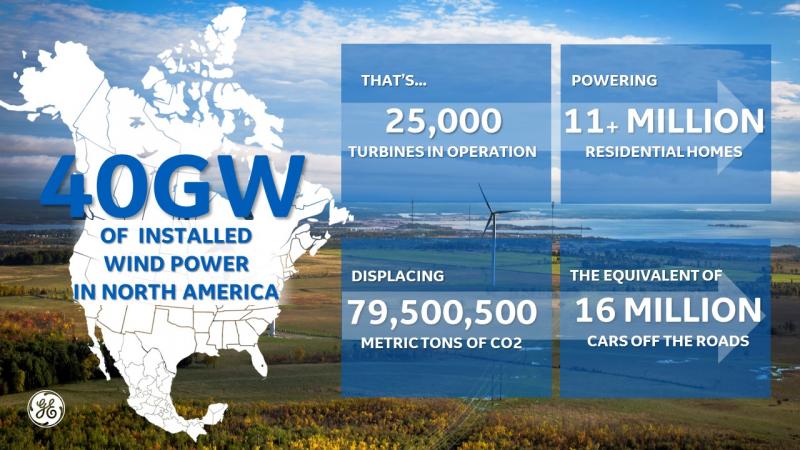 40GW
OF INSTALLED
WIND POWER
IN NORTH AMERICA
THAT'S...
25,000
TURBINES IN OPERATION
POWERING
11+ MILLION
RESIDENTIAL HOMES
DISPLACING
79,500,500
METRIC TONS OF CO2
THE EQUIVALENT OF
16 MILLION
CARS OFF THE ROADS
GE